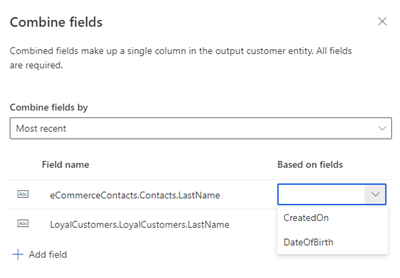 Combine fields
Combined fields make up a single column in the output customer entity. All fields
are required.
Combine fields by
Most recent
Field name Based on fields
Abc eCommerceContacts.Contacts.LastName
CreatedOn
Abc LoyalCustomers.LoyalCustomers.LastName
DateOfBirth
+ Add field